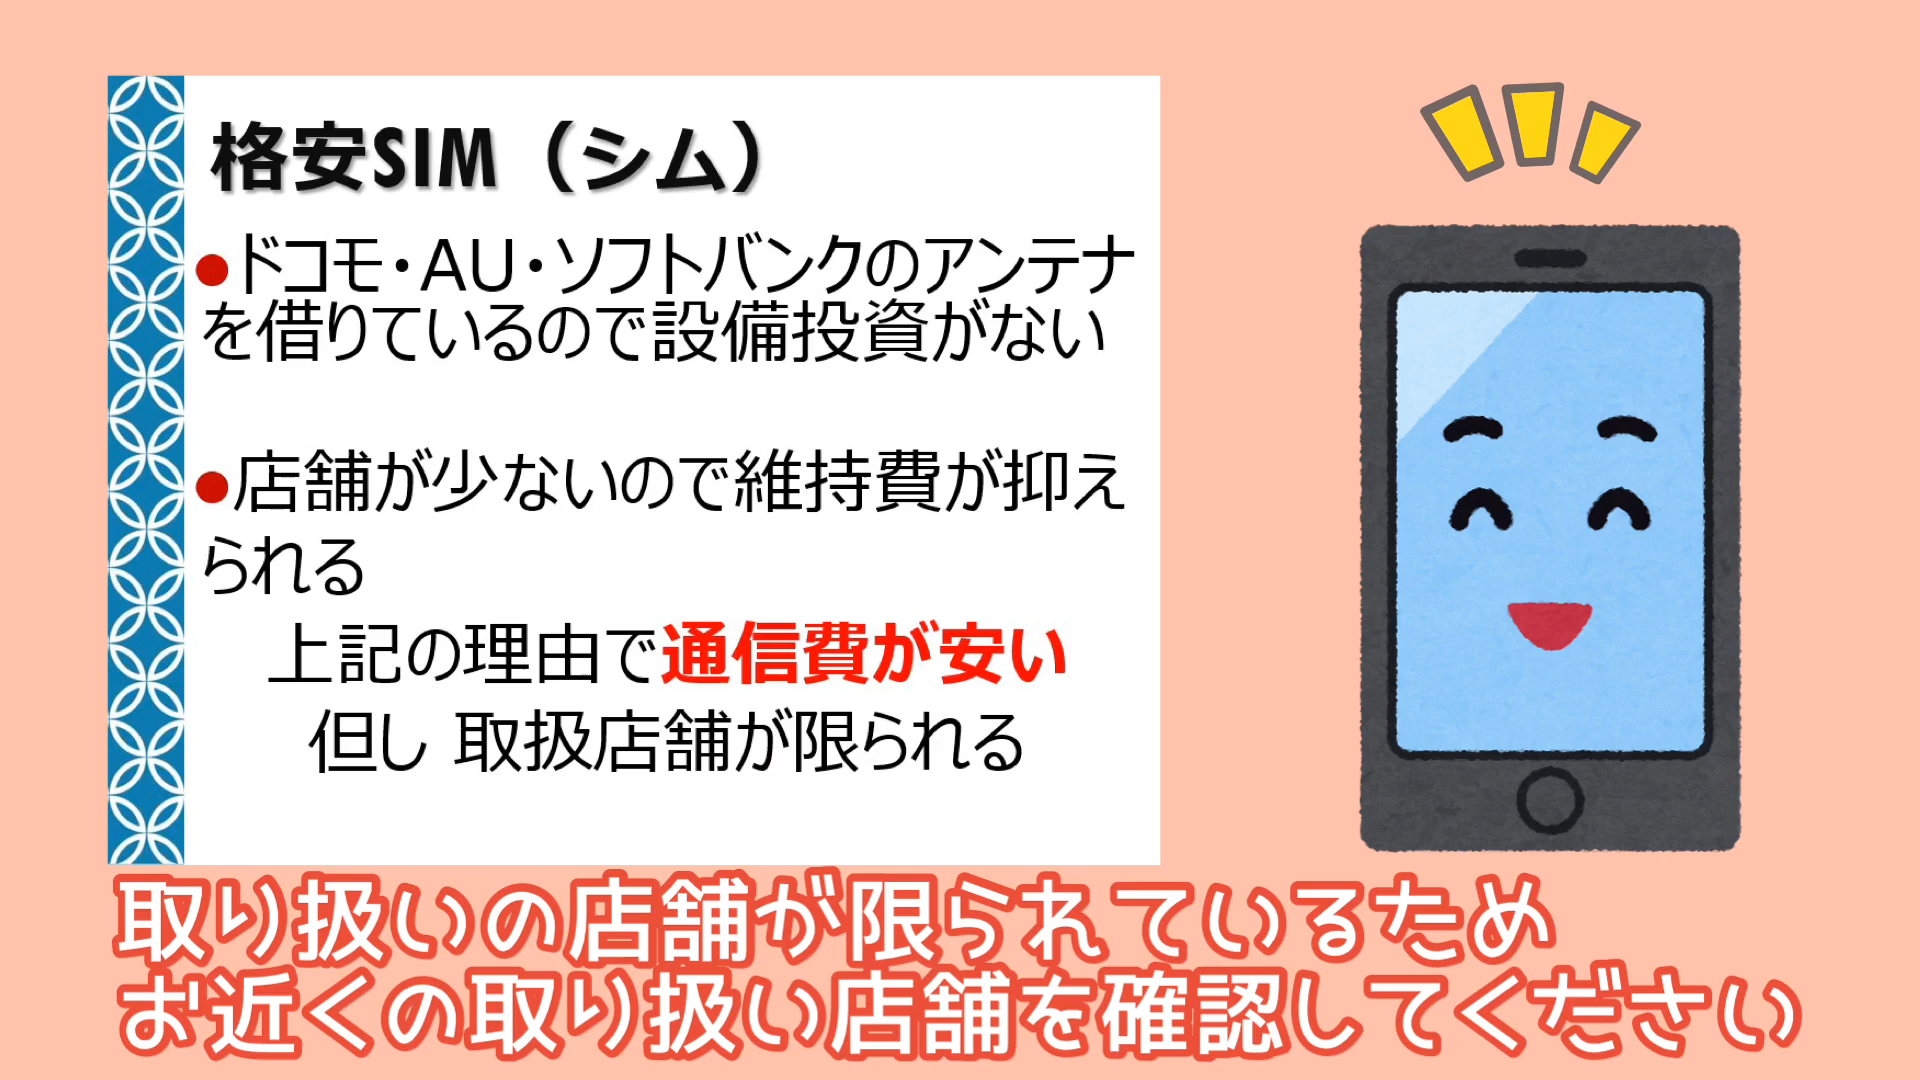 格安SIM（シム）
●ドコモ・AU・ソフトバンクのアンテナ
を借りているので設備投資がない
●店舗が少ないので維持費が抑え
られる
上記の理由で通信費が安い
但し 取扱店舗が限られる
取り扱いの店舗が限られているため
お近くの取り扱い店舗を確認してください